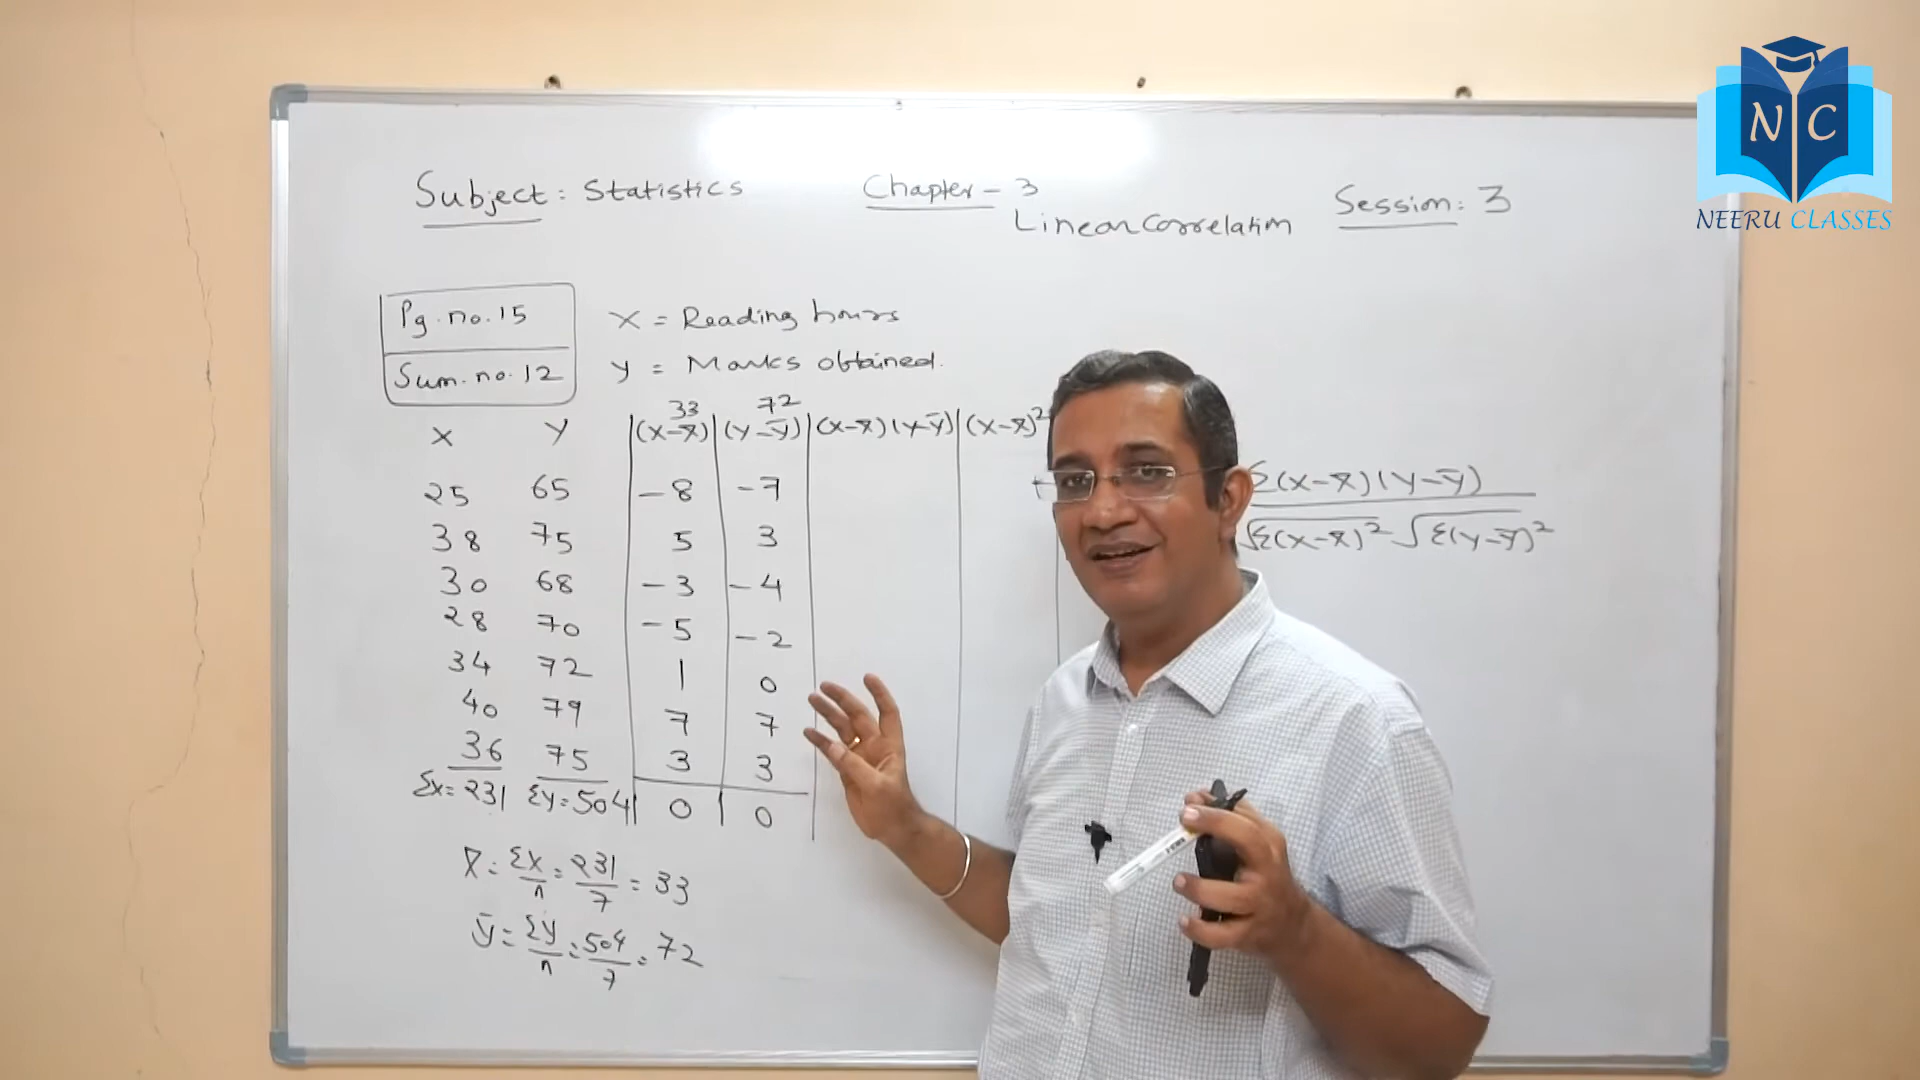 N C
NEERU CLASSES
Subject: Statistics
Chapter - 3
Linear Correlation
Session: 3
Pg. no. 15
Sum. no. 12
X = Reading hours
Y = Marks obtained.
33 72
X Y (X-X̄) (Y-Ȳ) (X-X̄)(Y-Ȳ) (X-X̄)²
25 65 -8 -7
38 75 5 3
30 68 -3 -4
28 70 -5 -2
34 72 1 0
40 79 7 7
36 75 3 3
Σx = 231 Σy = 504 0 0
X̄ = Σx/n = 231/7 = 33
ȳ = Σy/n = 504/7 = 72
Σ(X-X̄)(Y-Ȳ)
√Σ(X-X̄)² √Σ(Y-Ȳ)²